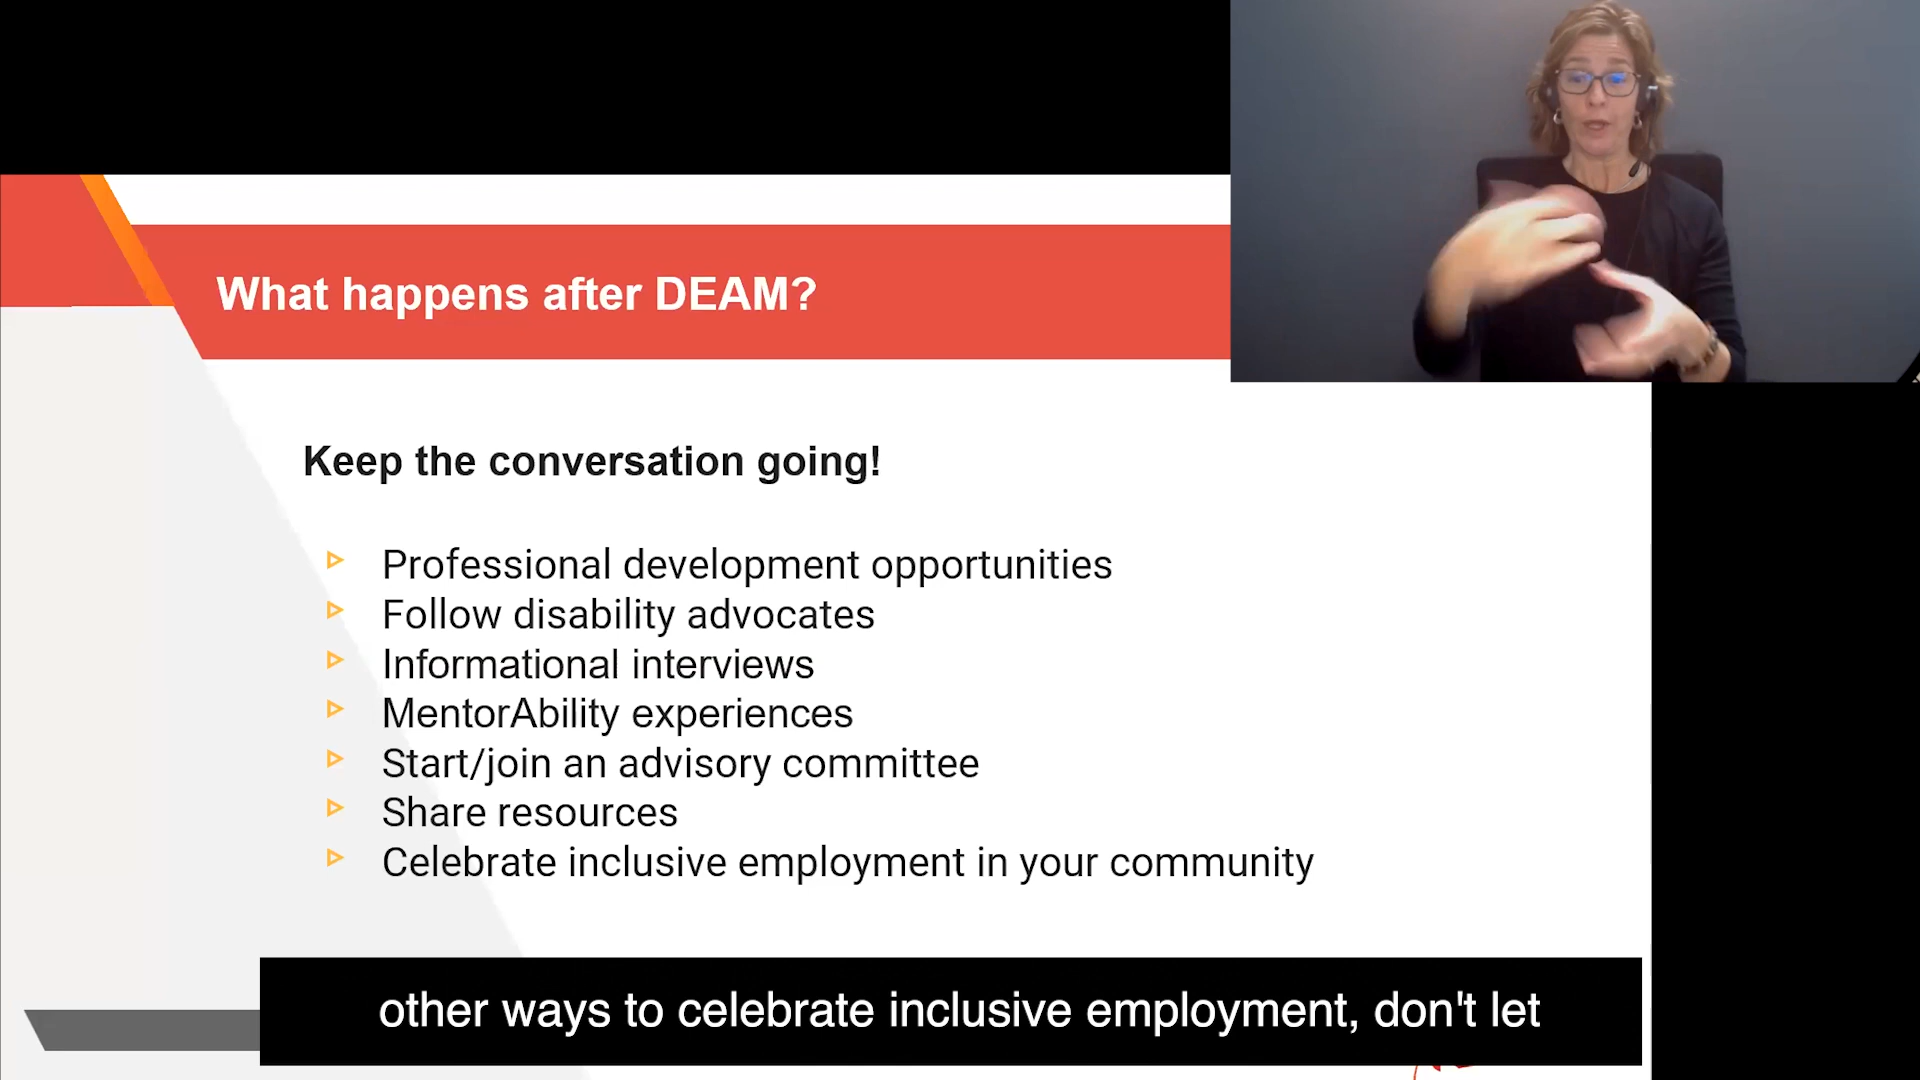 What happens after DEAM?
Keep the conversation going!
Professional development opportunities
Follow disability advocates
Informational interviews
MentorAbility experiences
Start/join an advisory committee
Share resources
Celebrate inclusive employment in your community
other ways to celebrate inclusive employment, don't let